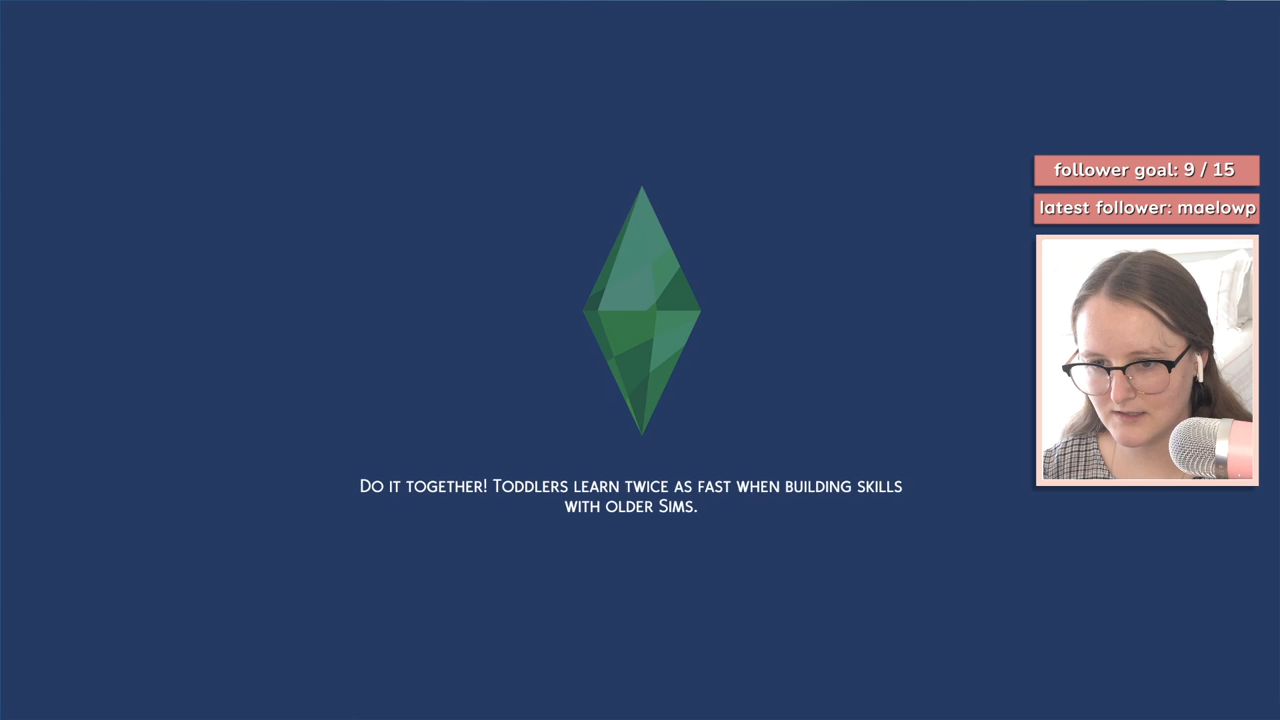 follower goal: 9 / 15
latest follower: maelowp
Do it together! Toddlers learn twice as fast when building skills
with older Sims.